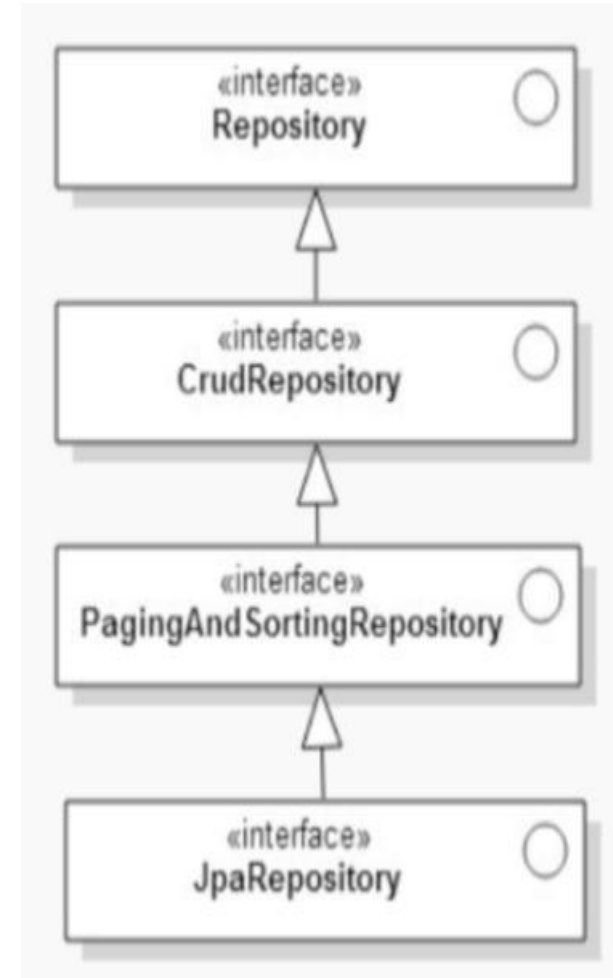 «interface»
Repository
«interface»
CrudRepository
«interface»
PagingAndSortingRepository
«interface»
JpaRepository